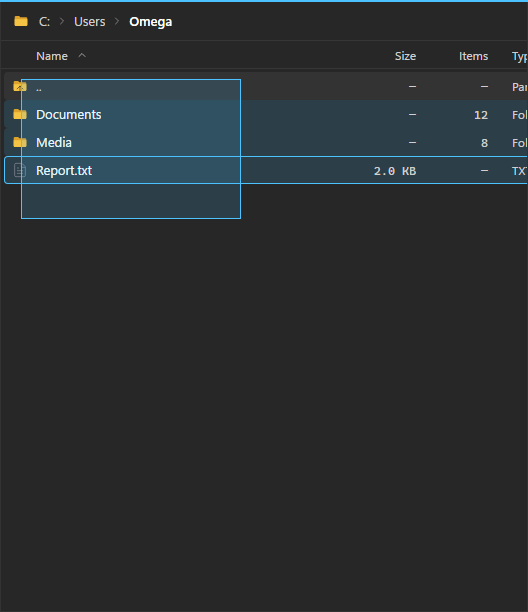 C: > Users > Omega
Name Size Items Typ
.. — — Par
Documents — 12 Fol
Media — 8 Fol
Report.txt 2.0 KB — TXT